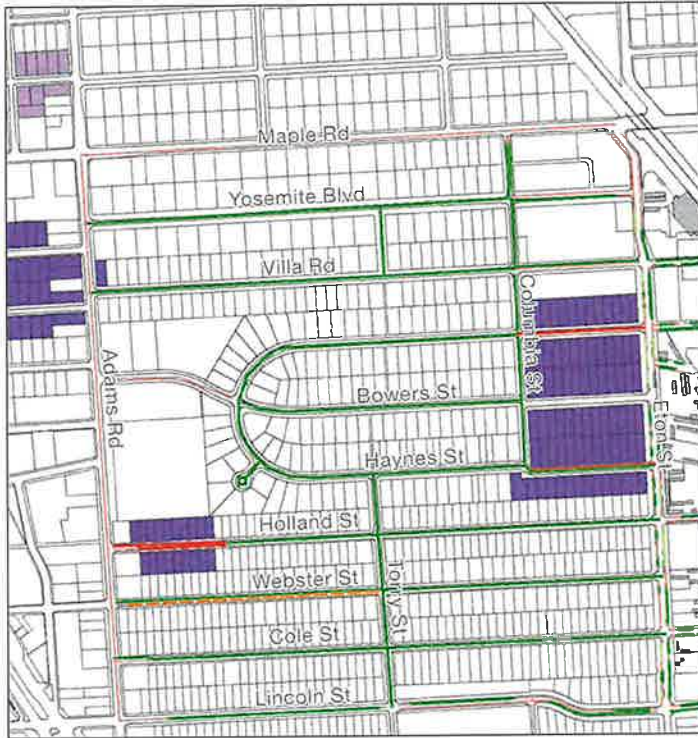 Maple Rd
Yosemite Blvd
Villa Rd
Columbia St
Adams Rd
Bowers St
Eton St
Haynes St
Holland St
Webster St
Torry St
Cole St
Lincoln St